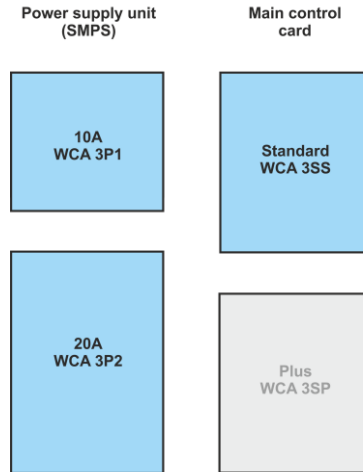 Power supply unit
(SMPS)
Main control
card
10A
WCA 3P1
Standard
WCA 3SS
20A
WCA 3P2
Plus
WCA 3SP